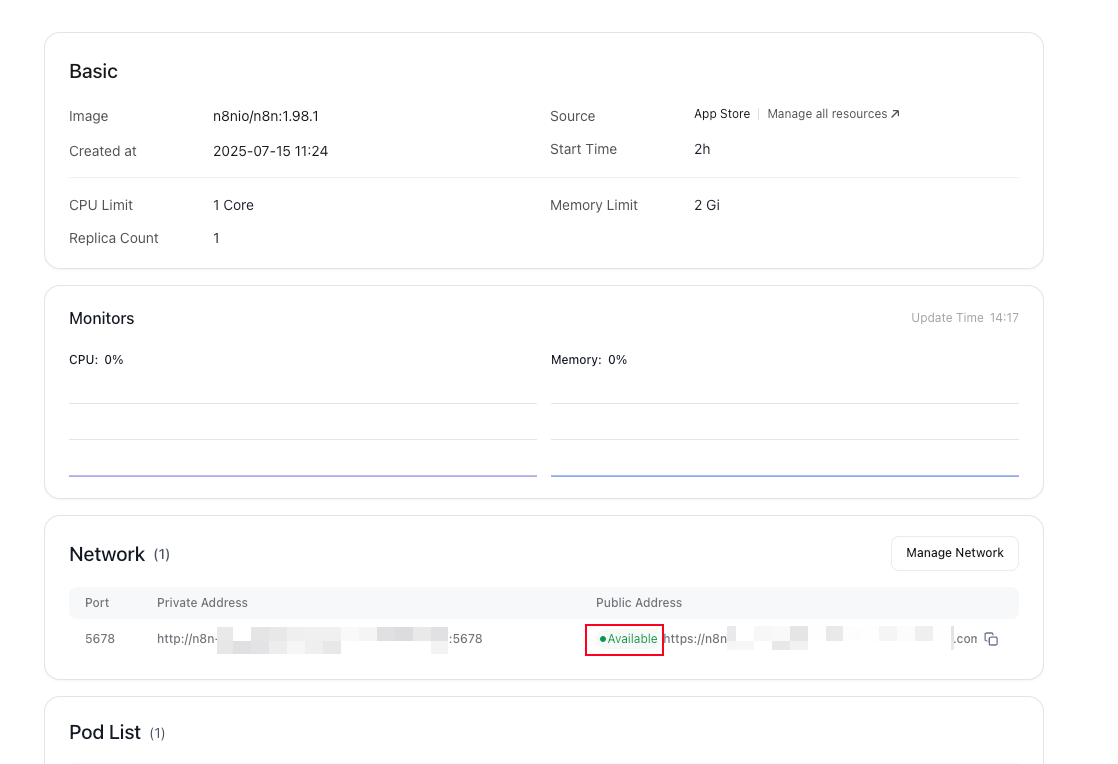 Basic
Image n8nio/n8n:1.98.1 Source App Store Manage all resources
Created at 2025-07-15 11:24 Start Time 2h
CPU Limit 1 Core Memory Limit 2 Gi
Replica Count 1
Monitors Update Time 14:17
CPU: 0% Memory: 0%
Network (1) Manage Network
Port Private Address Public Address
5678 http://n8n- :5678 Available https://n8n .com
Pod List (1)